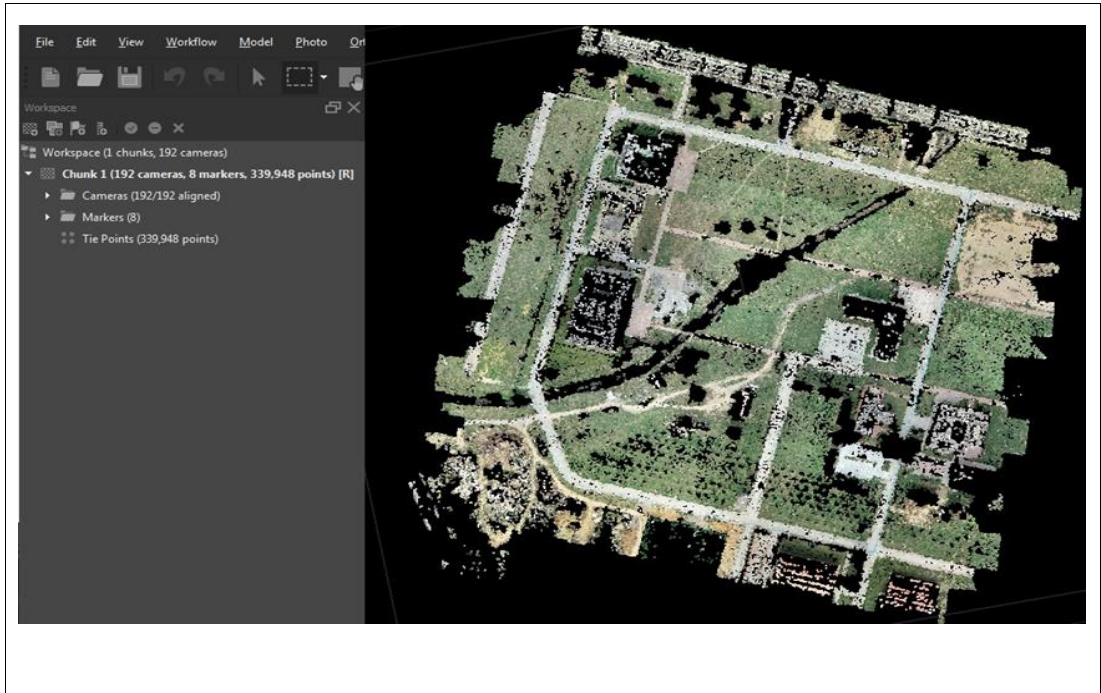 File Edit View Workflow Model Photo Ort
Workspace
Workspace (1 chunks, 192 cameras)
Chunk 1 (192 cameras, 8 markers, 339,948 points) [R]
Cameras (192/192 aligned)
Markers (8)
Tie Points (339,948 points)